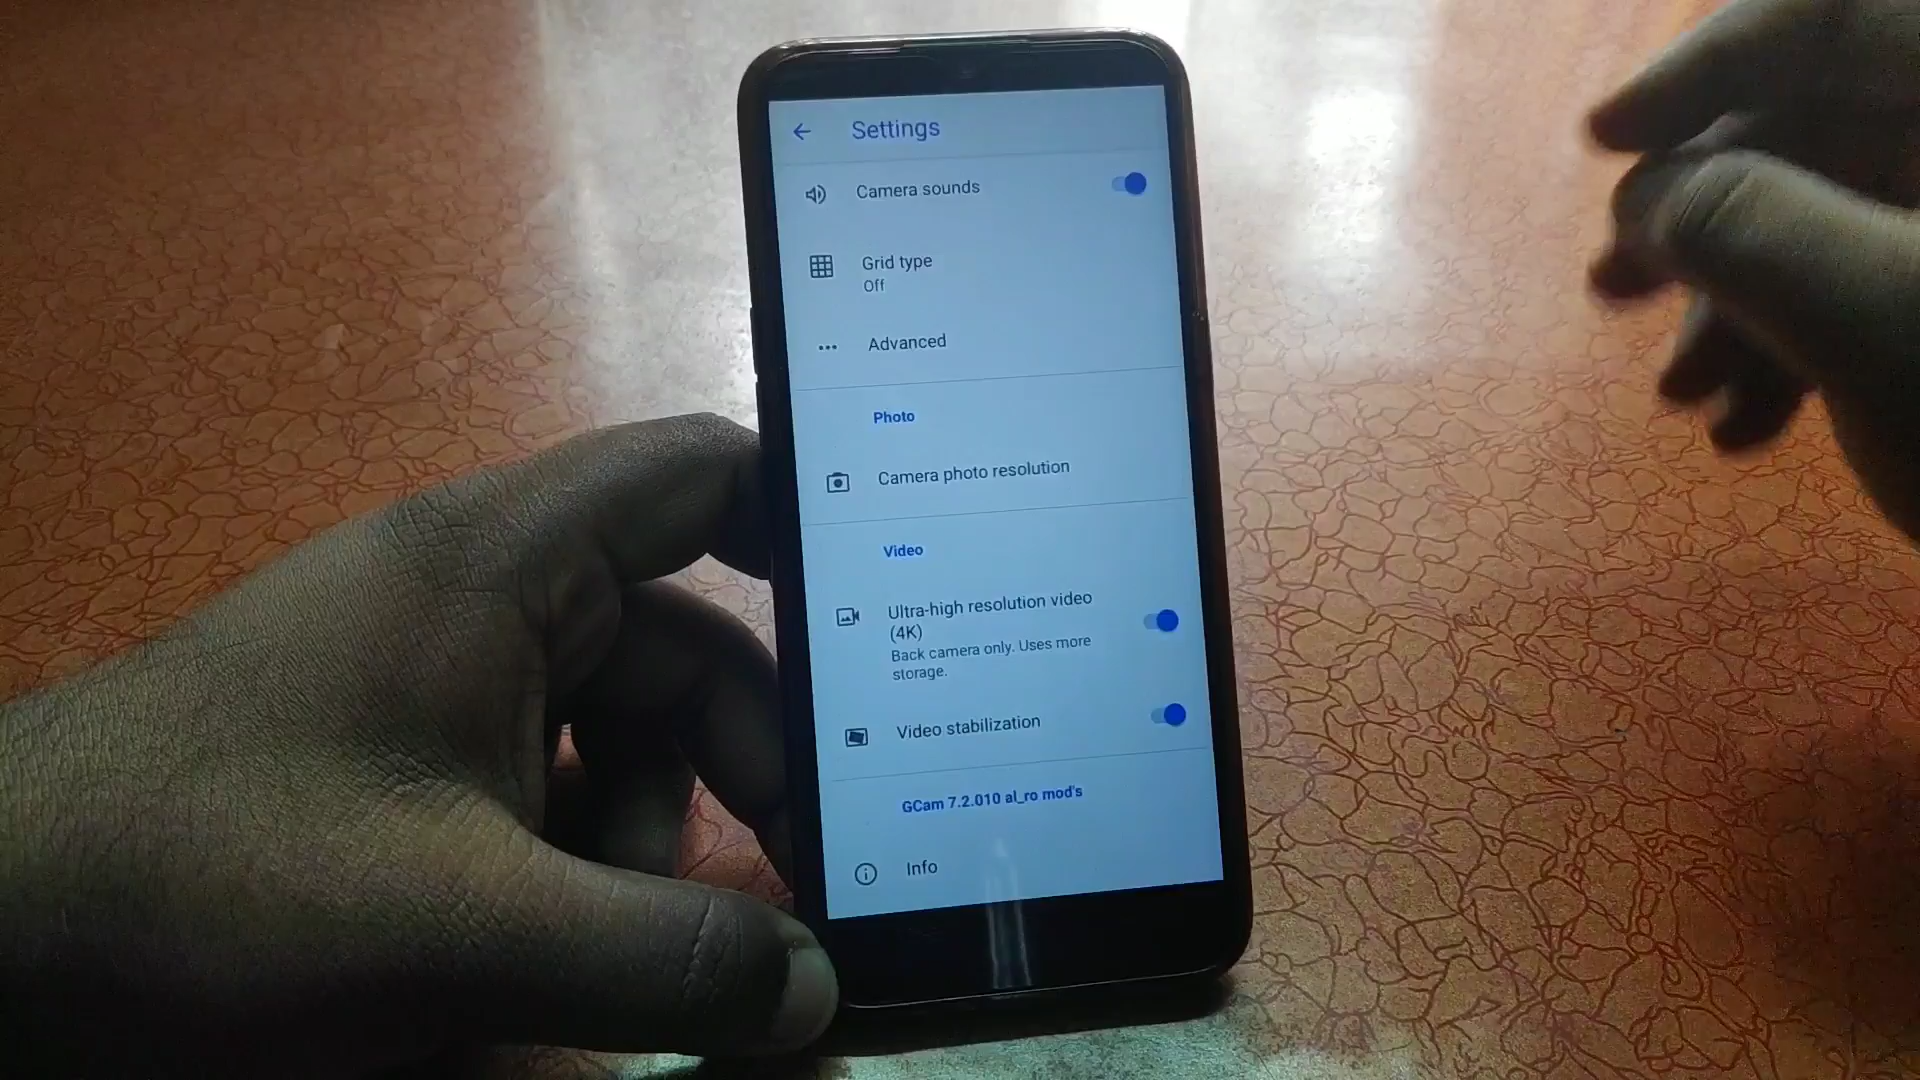 Settings
Camera sounds
Grid type
Off
Advanced
Photo
Camera photo resolution
Video
Ultra-high resolution video
(4K)
Back camera only. Uses more
storage.
Video stabilization
GCam 7.2.010 al_ro mod's
Info